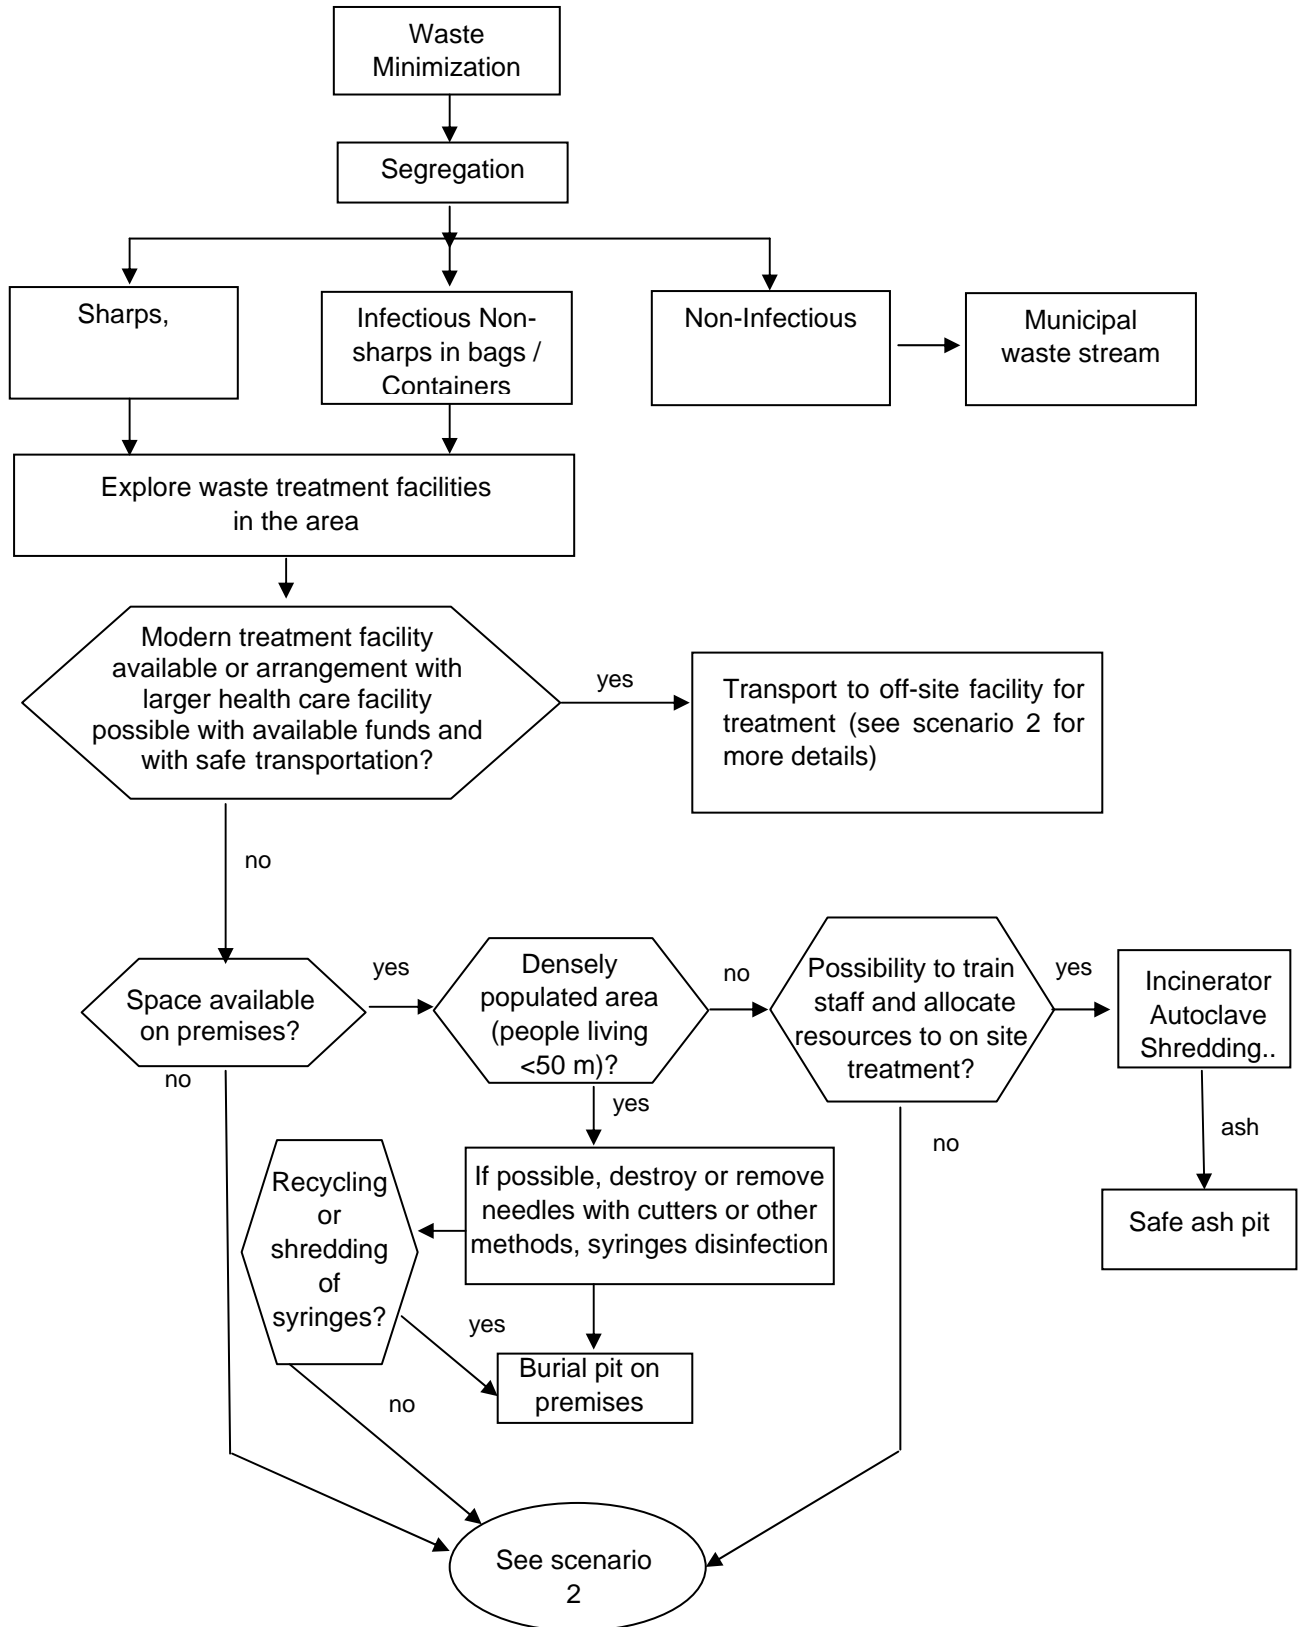 Waste
Minimization
Segregation
Sharps,
Infectious Non-
sharps in bags /
Containers
Non-Infectious
Municipal
waste stream
Explore waste treatment facilities
in the area
Modern treatment facility
available or arrangement with
larger health care facility
possible with available funds and
with safe transportation?
yes
Transport to off-site facility for
treatment (see scenario 2 for
more details)
no
Space available
on premises?
yes
no
Densely
populated area
(people living
<50 m)?
no
yes
Possibility to train
staff and allocate
resources to on site
treatment?
yes
no
Incinerator
Autoclave
Shredding..
ash
Safe ash pit
If possible, destroy or remove
needles with cutters or other
methods, syringes disinfection
Recycling
or
shredding
of
syringes?
yes
no
Burial pit on
premises
See scenario
2